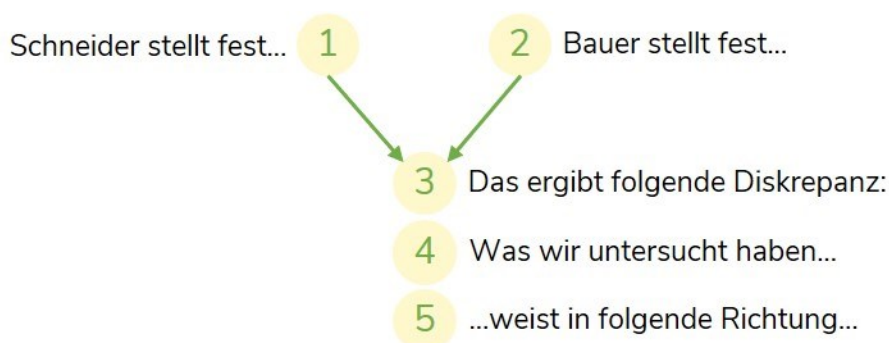 Schneider stellt fest... 1
2 Bauer stellt fest...
3 Das ergibt folgende Diskrepanz:
4 Was wir untersucht haben...
5 ...weist in folgende Richtung...